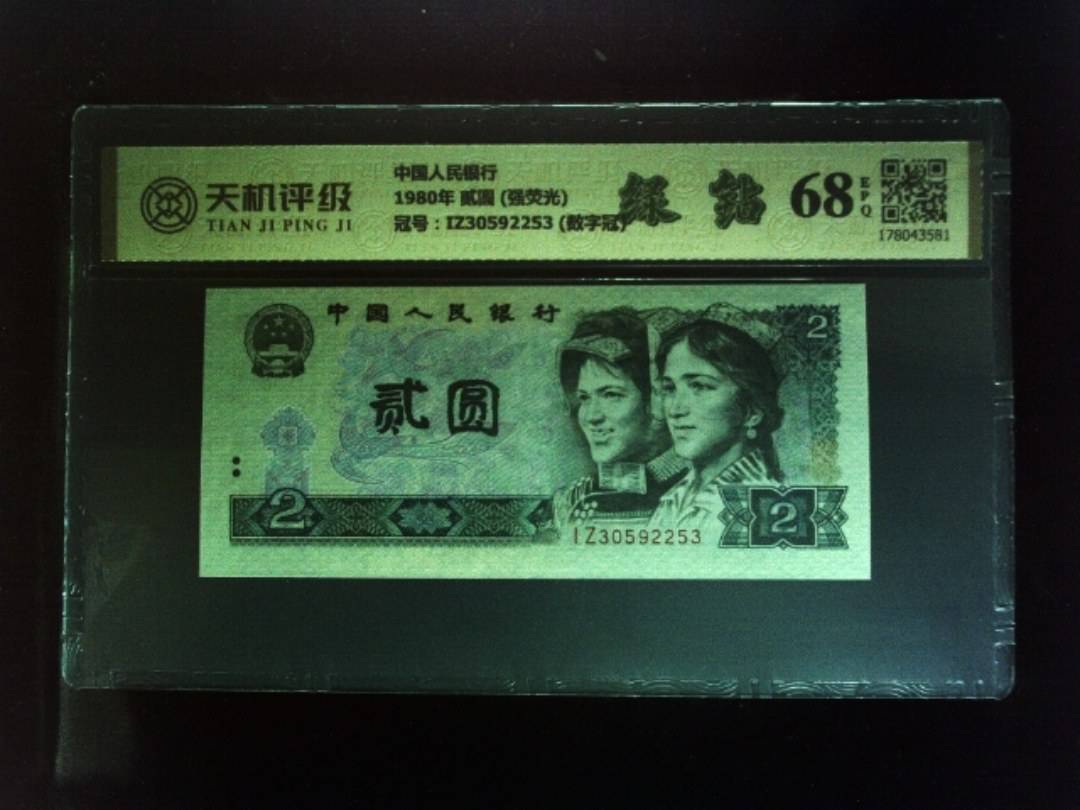 天机评级
TIAN JI PING JI
中国人民银行
1980年 贰圆 (强荧光)
冠号：IZ30592253 (数字冠)
绿钻
68
EPQ
178043581
中国人民银行
2
贰圆
2
2
IZ30592253